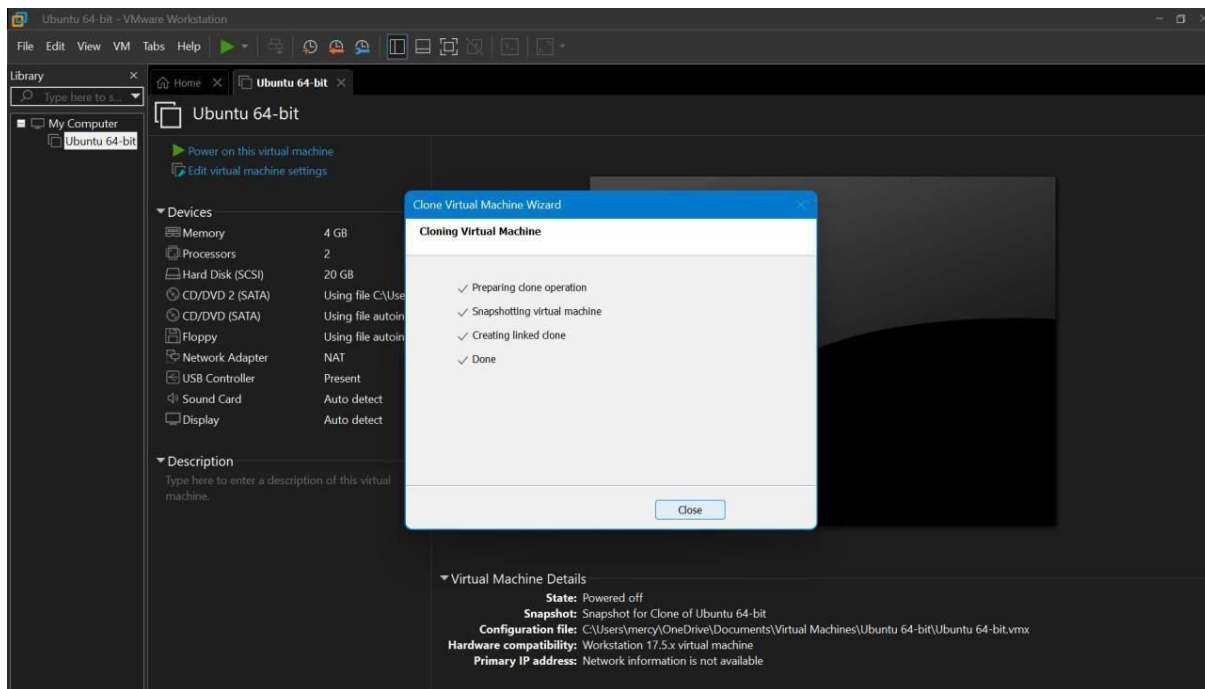 Ubuntu 64-bit - VMware Workstation
File Edit View VM Tabs Help
Library
Type here to s...
My Computer
Ubuntu 64-bit
Home
Ubuntu 64-bit
Ubuntu 64-bit
Power on this virtual machine
Edit virtual machine settings
Devices
Memory 4 GB
Processors 2
Hard Disk (SCSI) 20 GB
CD/DVD 2 (SATA) Using file C:\Use
CD/DVD (SATA) Using file autoin
Floppy Using file autoin
Network Adapter NAT
USB Controller Present
Sound Card Auto detect
Display Auto detect
Description
Type here to enter a description of this virtual
machine.
Clone Virtual Machine Wizard
Cloning Virtual Machine
Preparing clone operation
Snapshotting virtual machine
Creating linked clone
Done
Close
Virtual Machine Details
State: Powered off
Snapshot: Snapshot for Clone of Ubuntu 64-bit
Configuration file: C:\Users\mercy\OneDrive\Documents\Virtual Machines\Ubuntu 64-bit\Ubuntu 64-bit.vmx
Hardware compatibility: Workstation 17.5.x virtual machine
Primary IP address: Network information is not available